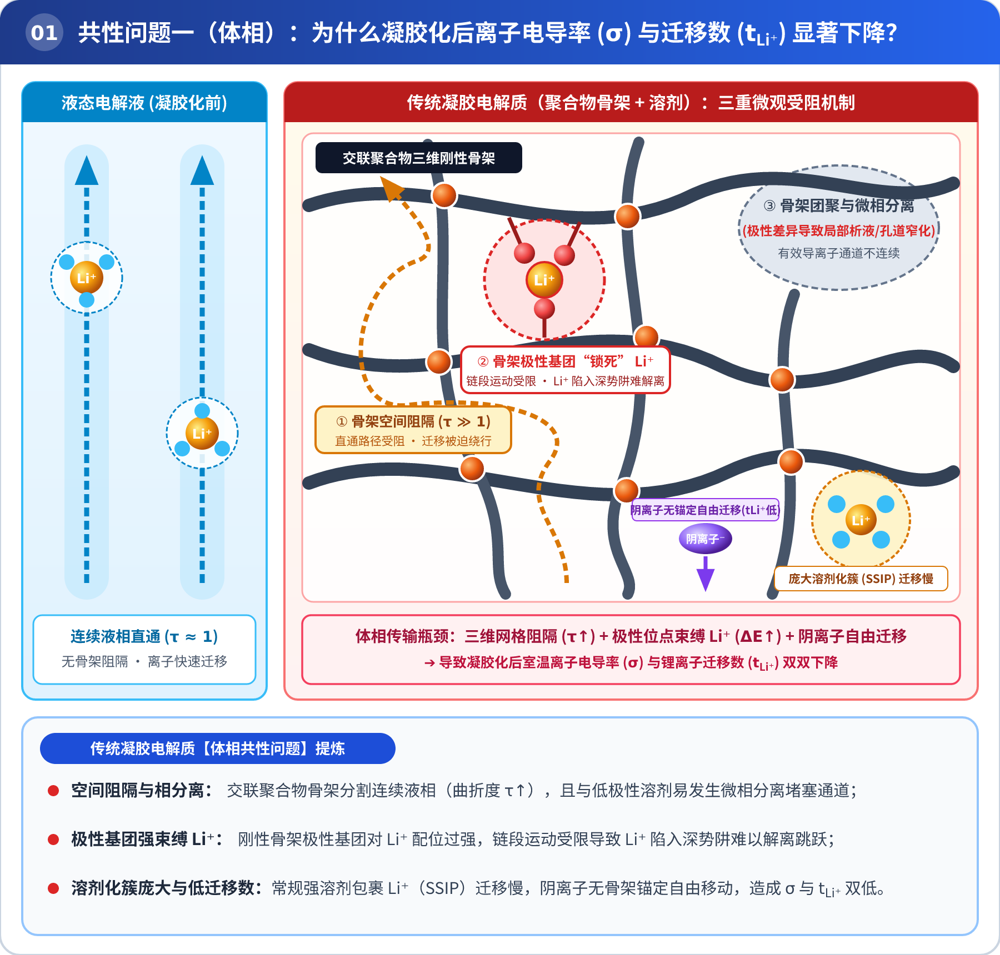 01 共性问题一（体相）：为什么凝胶化后离子电导率 (σ) 与迁移数 (tLi⁺) 显著下降？
液态电解液 (凝胶化前)
Li⁺
Li⁺
连续液相直通 (τ ≈ 1)
无骨架阻隔 · 离子快速迁移
传统凝胶电解质（聚合物骨架 + 溶剂）：三重微观受阻机制
交联聚合物三维刚性骨架
③ 骨架团聚与微相分离
(极性差异导致局部析液/孔道窄化)
有效导离子通道不连续
Li⁺
② 骨架极性基团“锁死” Li⁺
链段运动受限 · Li⁺ 陷入深势阱难解离
① 骨架空间阻隔 (τ ≫ 1)
直通路径受阻 · 迁移被迫绕行
阴离子无锚定自由迁移(tLi⁺低)
阴离子⁻
Li⁺
庞大溶剂化簇 (SSIP) 迁移慢
体相传输瓶颈：三维网格阻隔 (τ↑) + 极性位点束缚 Li⁺ (ΔE↑) + 阴离子自由迁移
➔ 导致凝胶化后室温离子电导率 (σ) 与锂离子迁移数 (tLi⁺) 双双下降
传统凝胶电解质【体相共性问题】提炼
空间阻隔与相分离： 交联聚合物骨架分割连续液相（曲折度 τ↑），且与低极性溶剂易发生微相分离堵塞通道；
极性基团强束缚 Li⁺： 刚性骨架极性基团对 Li⁺ 配位过强，链段运动受限导致 Li⁺ 陷入深势阱难以解离跳跃；
溶剂化簇庞大与低迁移数：常规强溶剂包裹 Li⁺（SSIP）迁移慢，阴离子无骨架锚定自由移动，造成 σ 与 tLi⁺ 双低。